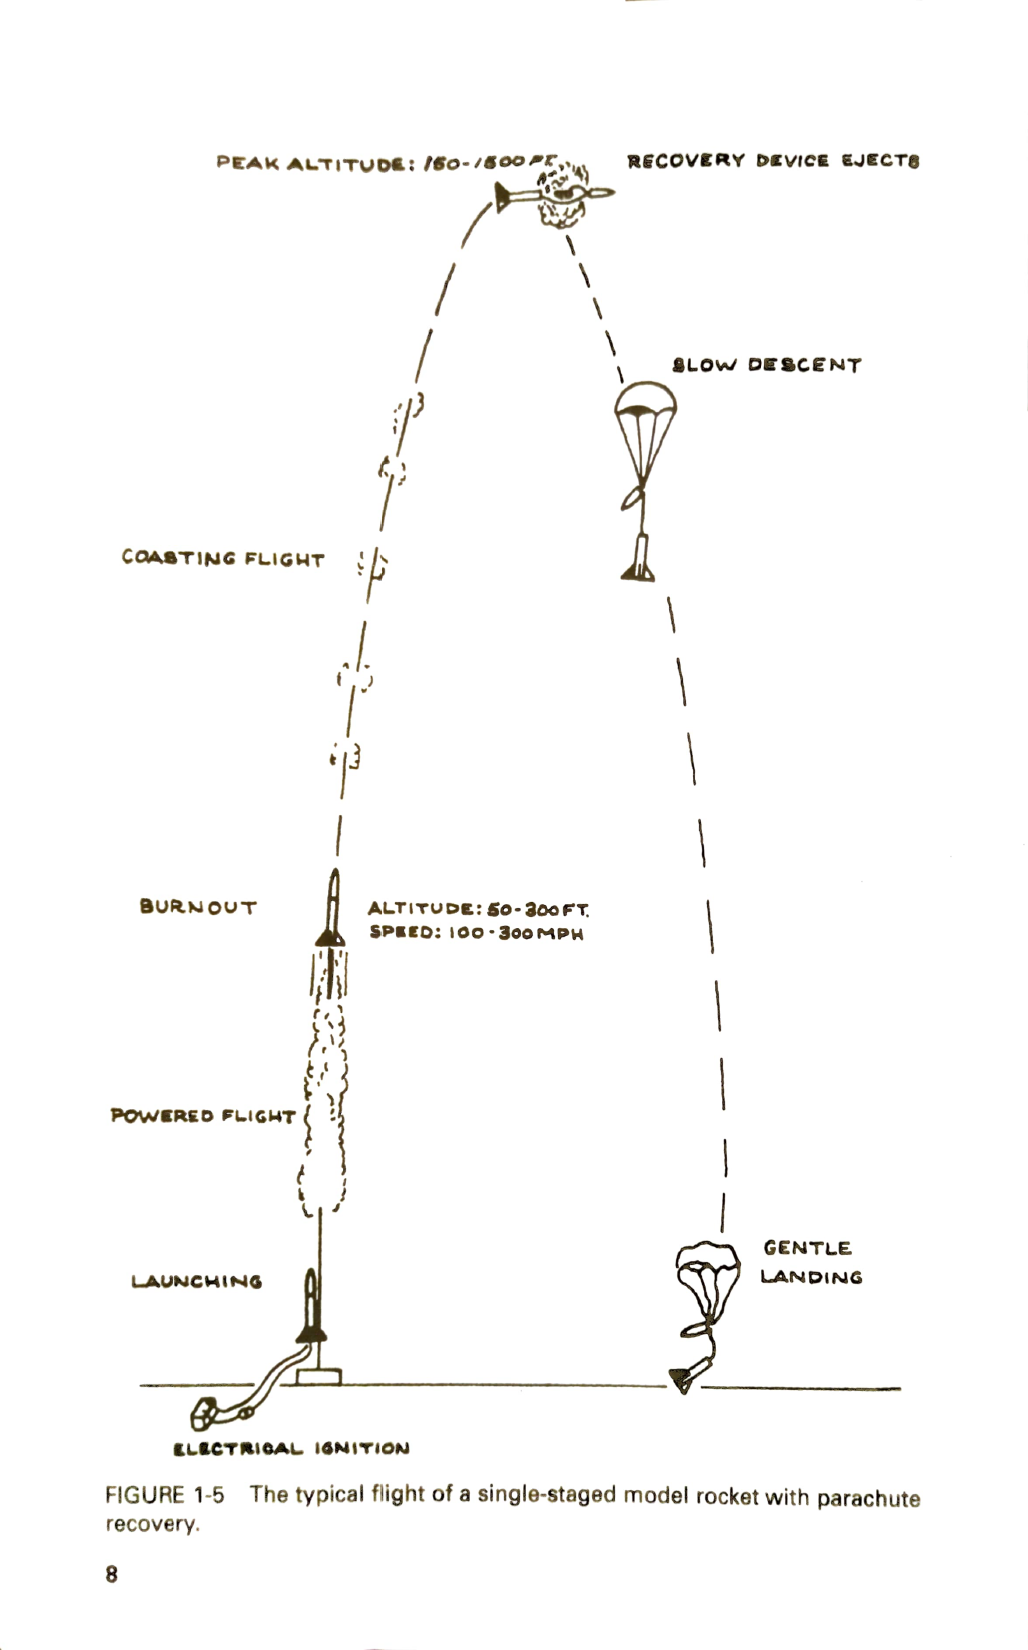 PEAK ALTITUDE: 150-1500 FT.
RECOVERY DEVICE EJECTS
SLOW DESCENT
COASTING FLIGHT
BURNOUT
ALTITUDE: 50-300 FT.
SPEED: 100-300 MPH
POWERED FLIGHT
GENTLE
LANDING
LAUNCHING
ELECTRICAL IGNITION
FIGURE 1-5 The typical flight of a single-staged model rocket with parachute
recovery.
8